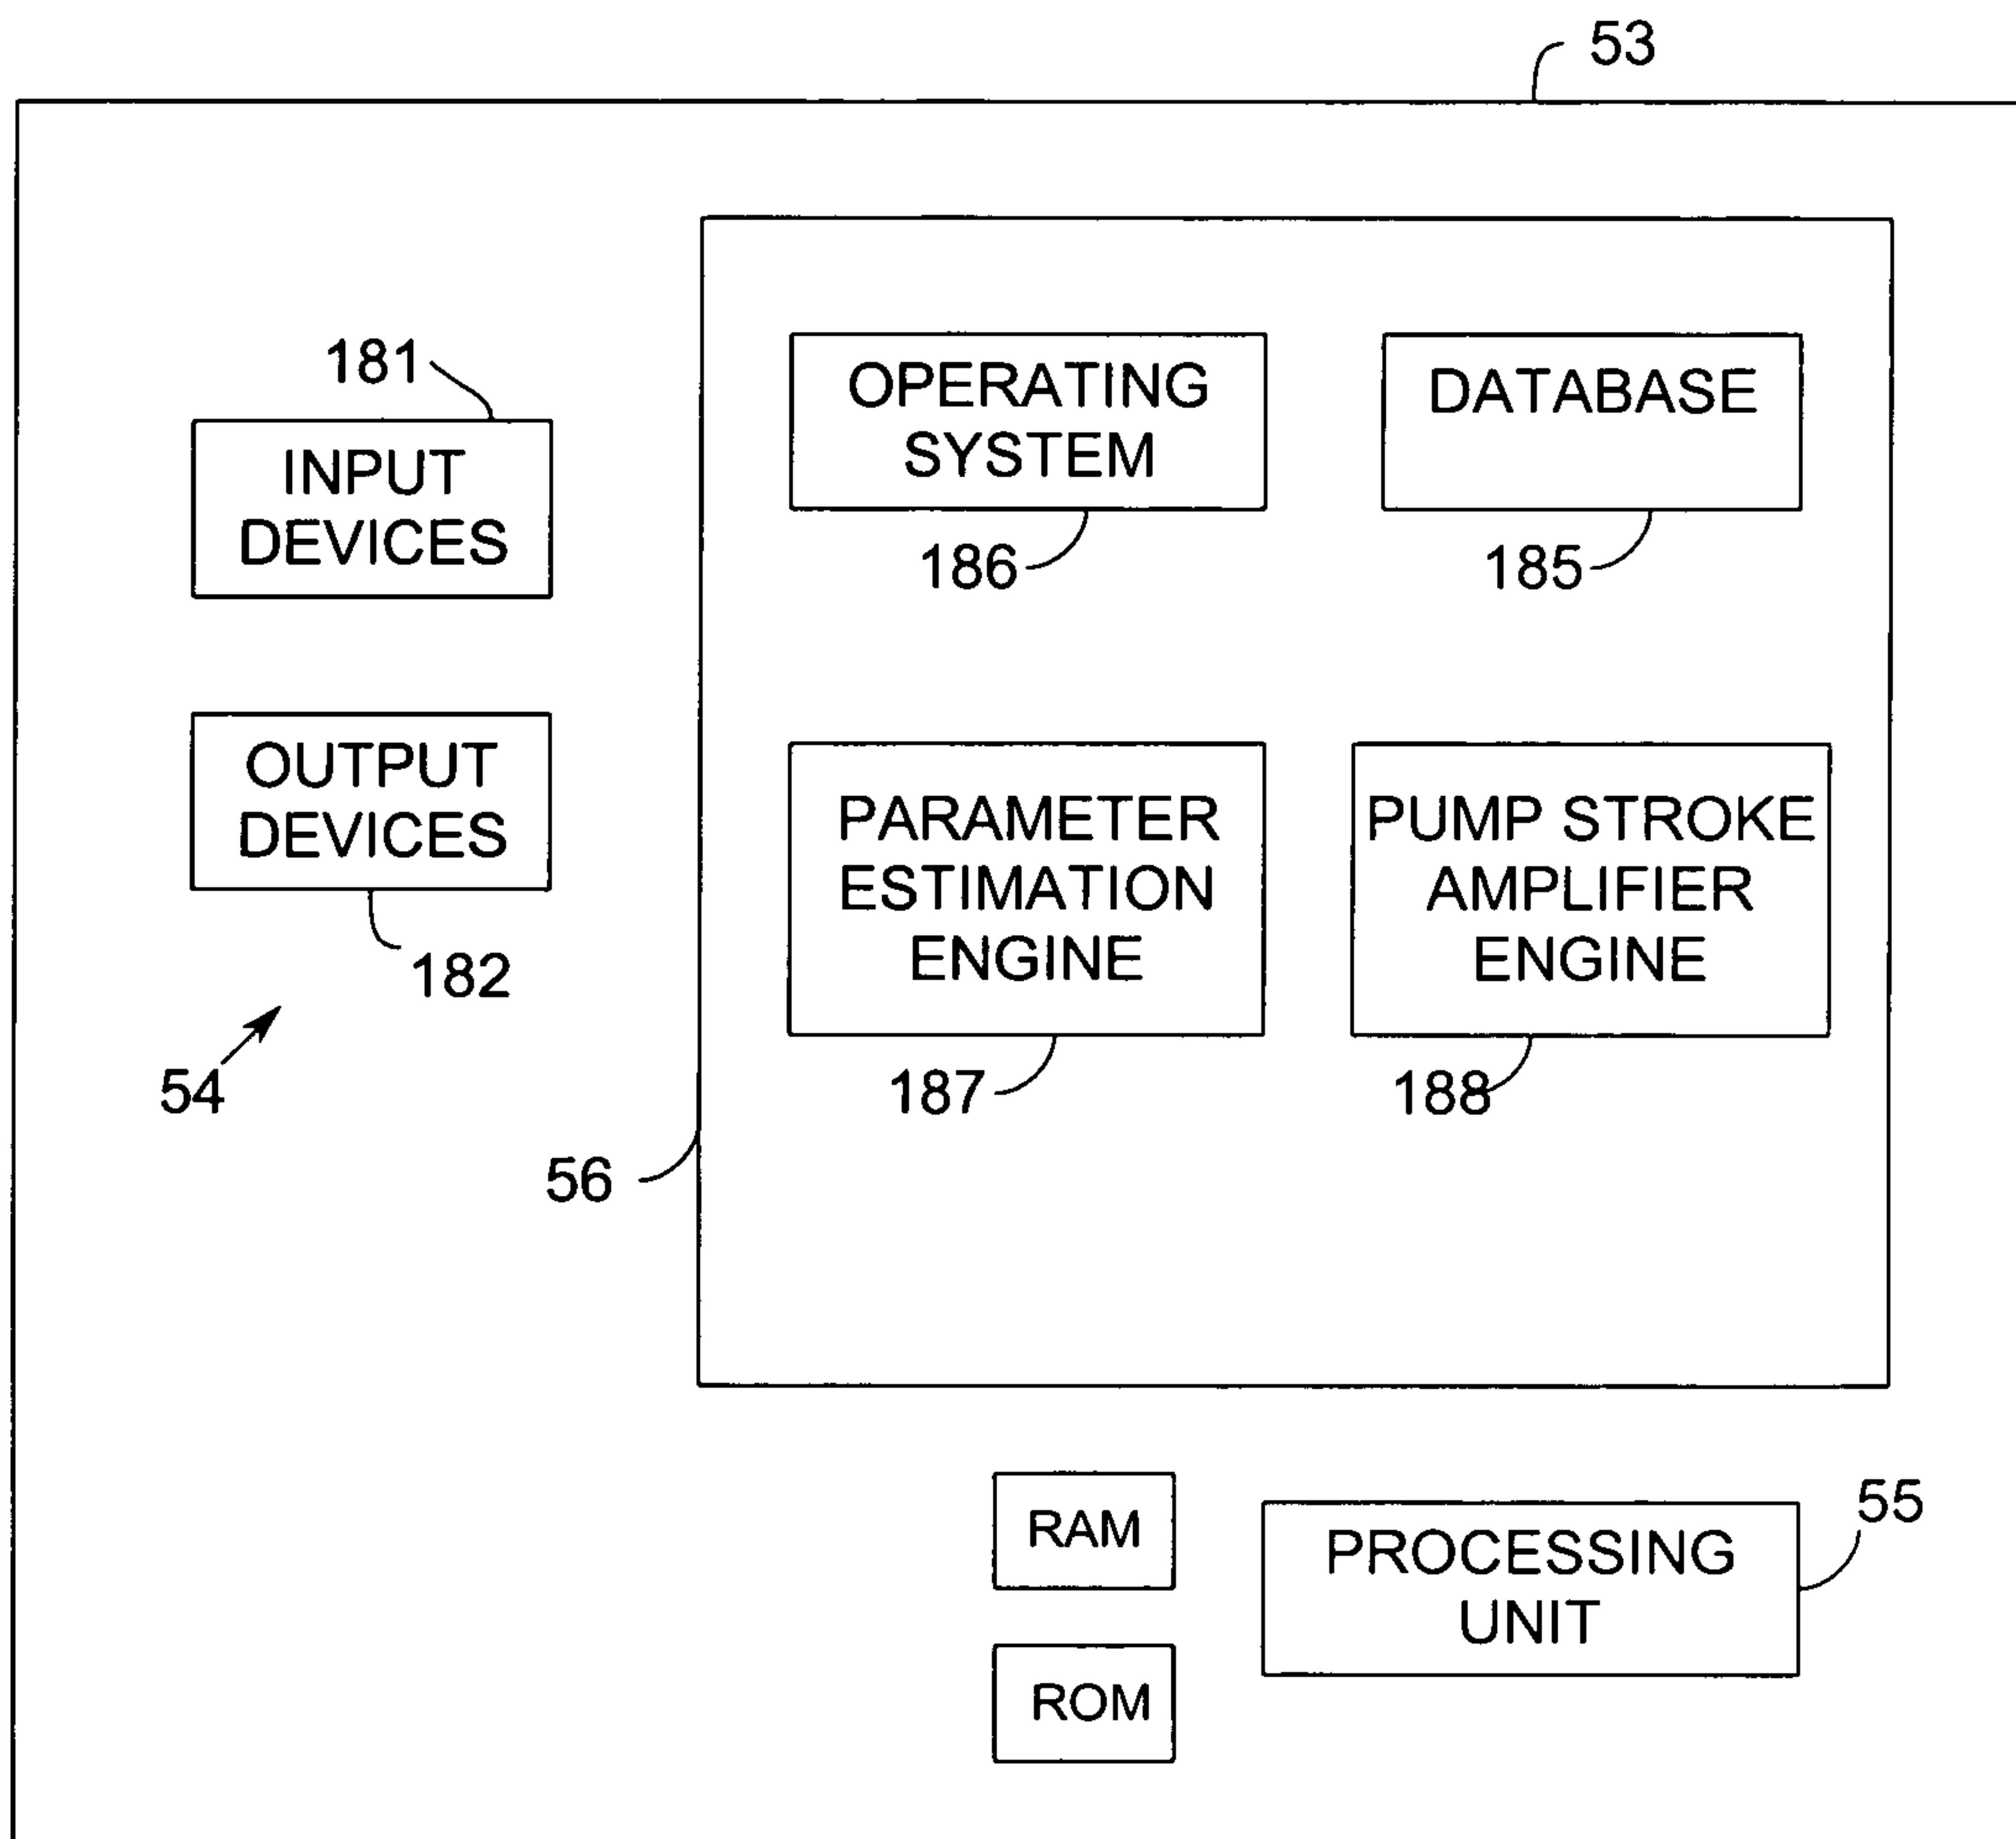 53
181
INPUT
DEVICES
OUTPUT
DEVICES
182
54
OPERATING
SYSTEM
186
DATABASE
185
PARAMETER
ESTIMATION
ENGINE
187
PUMP STROKE
AMPLIFIER
ENGINE
188
56
RAM
ROM
PROCESSING
UNIT
55